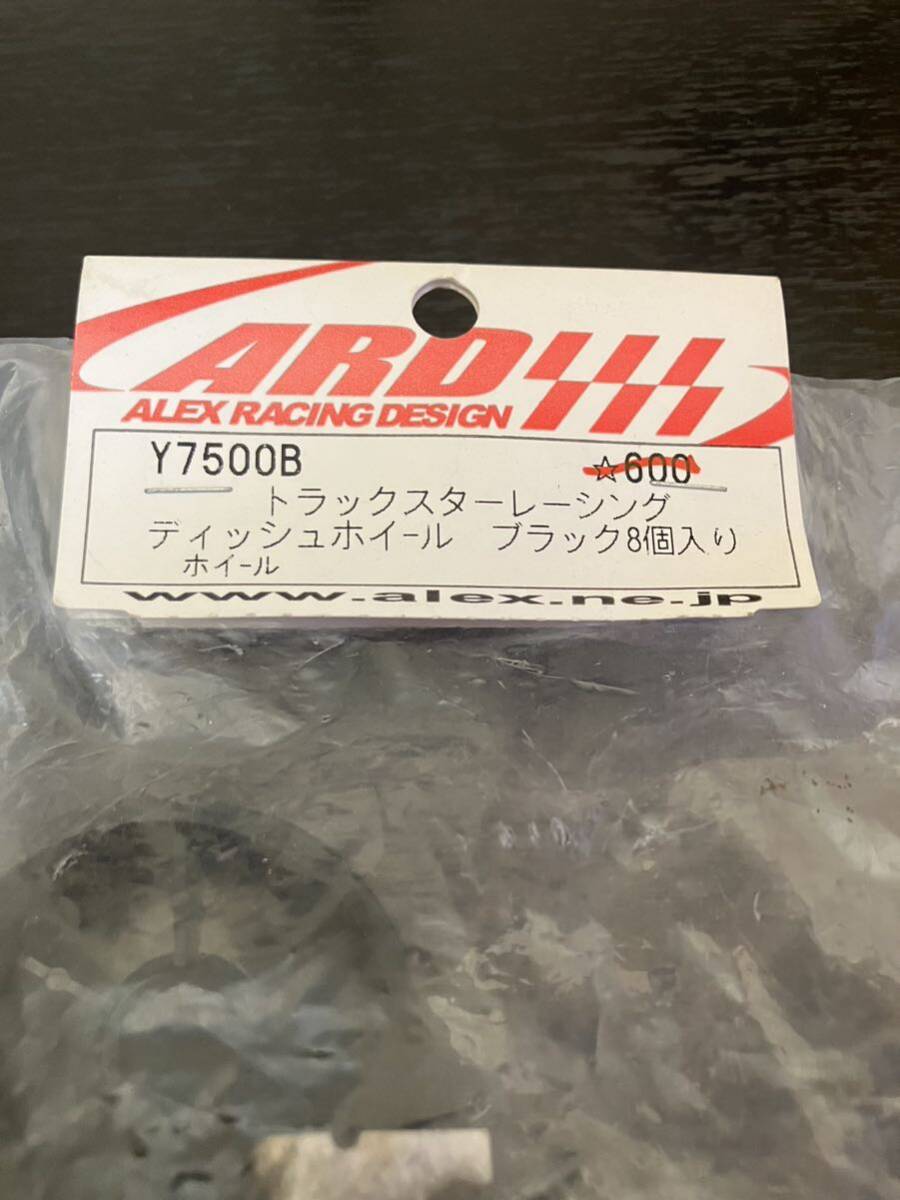 ARD
ALEX RACING DESIGN
Y7500B ☆600
トラックスターレーシング
ディッシュホイール ブラック8個入り
ホイール
www.alex.ne.jp